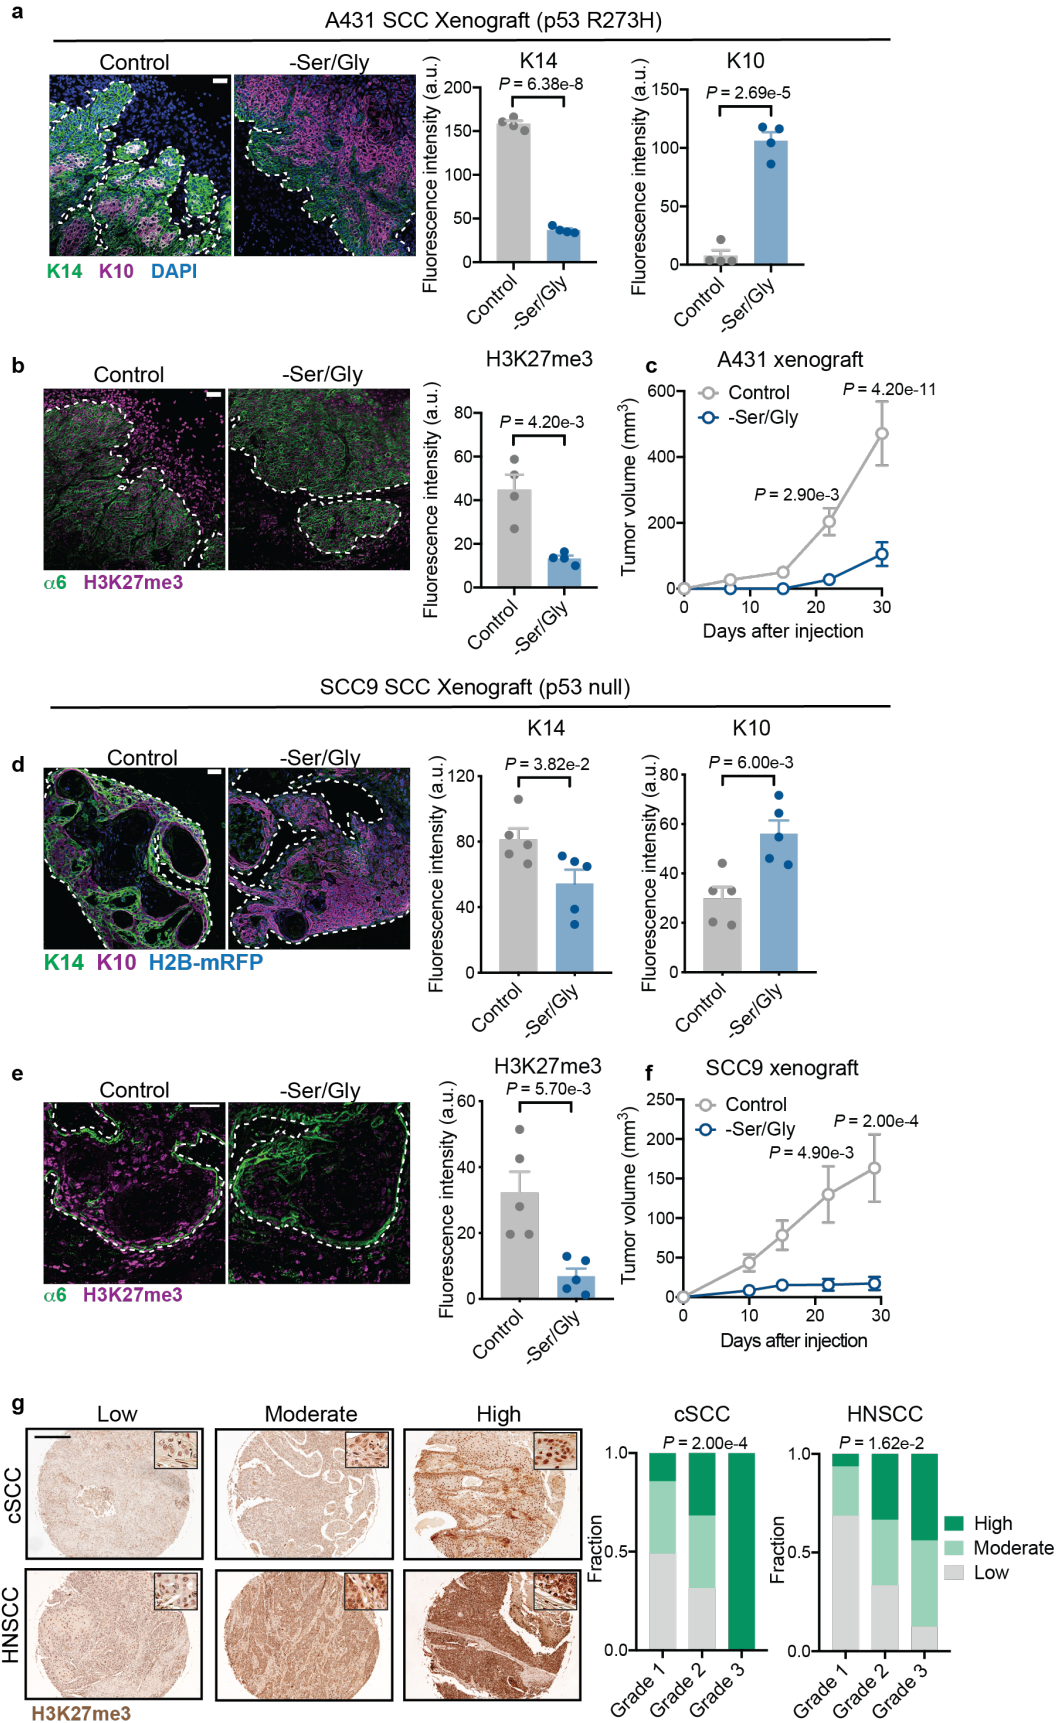 a
A431 SCC Xenograft (p53 R273H)
Control
-Ser/Gly
K14 K10 DAPI
K14
Fluorescence intensity (a.u.)
P = 6.38e-8
200
150
100
50
0
Control
-Ser/Gly
K10
Fluorescence intensity (a.u.)
P = 2.69e-5
150
100
50
0
Control
-Ser/Gly
b
Control
-Ser/Gly
α6 H3K27me3
H3K27me3
Fluorescence intensity (a.u.)
P = 4.20e-3
80
60
40
20
0
Control
-Ser/Gly
c
A431 xenograft
Control
-Ser/Gly
P = 4.20e-11
P = 2.90e-3
Tumor volume (mm³)
600
400
200
0
0 10 20 30
Days after injection
SCC9 SCC Xenograft (p53 null)
d
Control
-Ser/Gly
K14 K10 H2B-mRFP
K14
Fluorescence intensity (a.u.)
P = 3.82e-2
120
80
40
0
Control
-Ser/Gly
K10
Fluorescence intensity (a.u.)
P = 6.00e-3
80
60
40
20
0
Control
-Ser/Gly
e
Control
-Ser/Gly
α6 H3K27me3
H3K27me3
Fluorescence intensity (a.u.)
P = 5.70e-3
60
40
20
0
Control
-Ser/Gly
f
SCC9 xenograft
Control
-Ser/Gly
P = 2.00e-4
P = 4.90e-3
Tumor volume (mm³)
250
200
150
100
50
0
0 10 20 30
Days after injection
g
Low
Moderate
High
cSCC
HNSCC
H3K27me3
cSCC
P = 2.00e-4
Fraction
1.0
0.5
0.0
Grade 1
Grade 2
Grade 3
HNSCC
P = 1.62e-2
Fraction
1.0
0.5
0.0
Grade 1
Grade 2
Grade 3
High
Moderate
Low